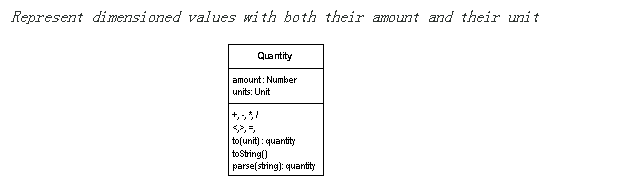 Represent dimensioned values with both their amount and their unit
Quantity
amount: Number
units: Unit
+, -, *, /
<,>, =,
to(unit) : quantity
toString()
parse(string): quantity